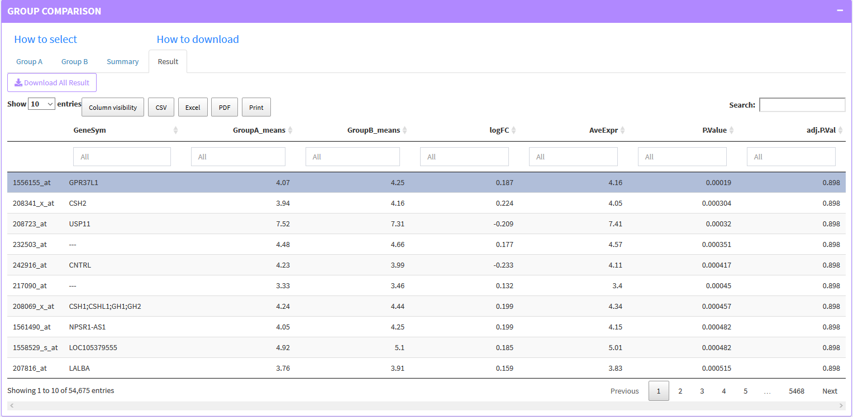 GROUP COMPARISON −
How to select How to download
Group A Group B Summary Result
Download All Result
Show 10 entries Column visibility CSV Excel PDF Print Search:
GeneSym GroupA_means GroupB_means logFC AveExpr P.Value adj.P.Val
All All All All All All All
1556155_at GPR37L1 4.07 4.25 0.187 4.16 0.00019 0.898
208341_x_at CSH2 3.94 4.16 0.224 4.05 0.000304 0.898
208723_at USP11 7.52 7.31 -0.209 7.41 0.00032 0.898
232503_at --- 4.48 4.66 0.177 4.57 0.000351 0.898
242916_at CNTRL 4.23 3.99 -0.233 4.11 0.000417 0.898
217090_at --- 3.33 3.46 0.132 3.4 0.00045 0.898
208069_x_at CSH1;CSHL1;GH1;GH2 4.24 4.44 0.199 4.34 0.000457 0.898
1561490_at NPSR1-AS1 4.05 4.25 0.199 4.15 0.000482 0.898
1558529_s_at LOC105379555 4.92 5.1 0.185 5.01 0.000482 0.898
207816_at LALBA 3.76 3.91 0.159 3.83 0.000515 0.898
Showing 1 to 10 of 54,675 entries Previous 1 2 3 4 5 … 5468 Next